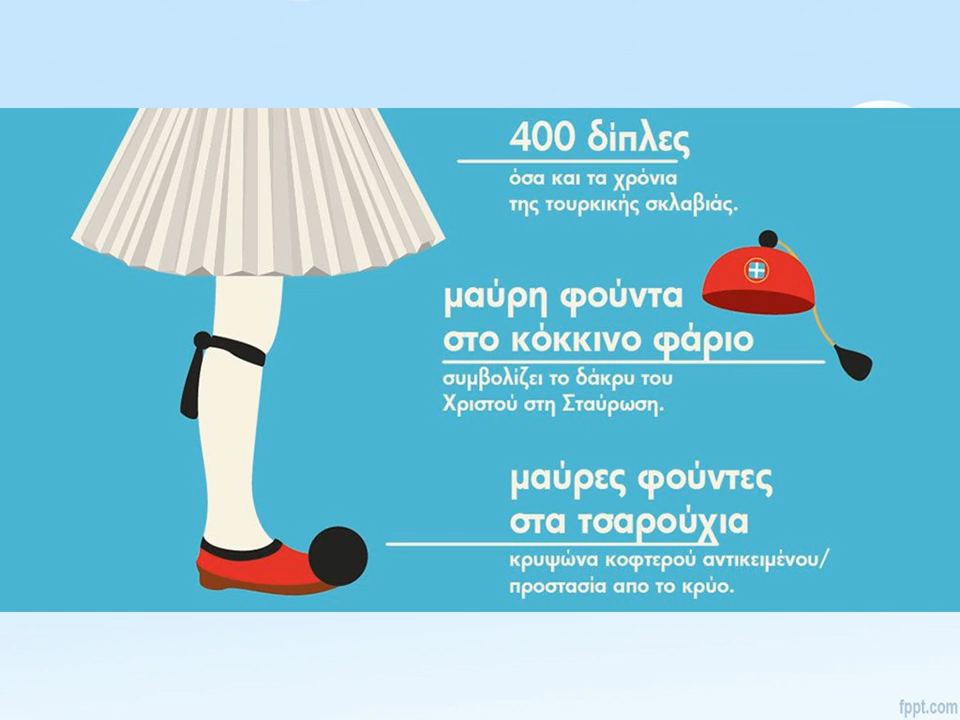 400 δίπλες
όσα και τα χρόνια
της τουρκικής σκλαβιάς.
μαύρη φούντα
στο κόκκινο φάριο
συμβολίζει το δάκρυ του
Χριστού στη Σταύρωση.
μαύρες φούντες
στα τσαρούχια
κρυψώνα κοφτερού αντικειμένου/
προστασία απο το κρύο.
fppt.com